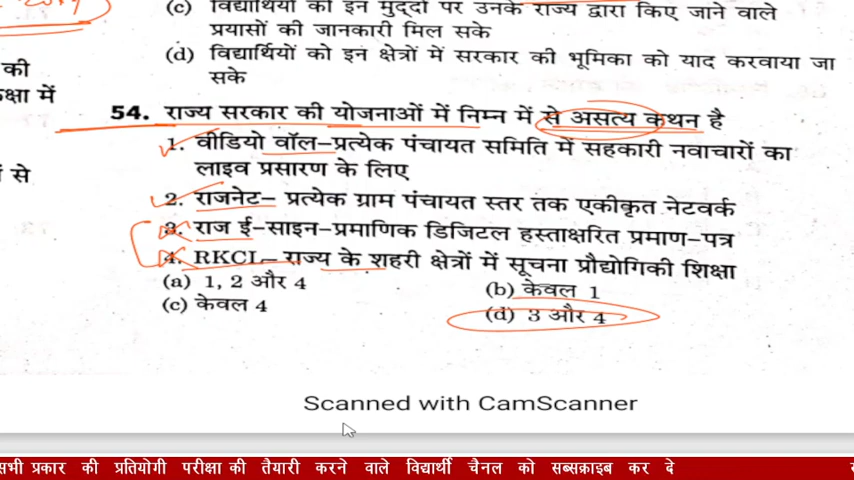 2019
(c) विद्यार्थियों को इन मुद्दों पर उनके राज्य द्वारा किए जाने वाले
प्रयासों की जानकारी मिल सके
(d) विद्यार्थियों को इन क्षेत्रों में सरकार की भूमिका को याद करवाया जा
सके
की
क्षा में
ों से
54. राज्य सरकार की योजनाओं में निम्न में से असत्य कथन है
1. वीडियो वॉल-प्रत्येक पंचायत समिति में सहकारी नवाचारों का
लाइव प्रसारण के लिए
2. राजनेट- प्रत्येक ग्राम पंचायत स्तर तक एकीकृत नेटवर्क
3. राज ई-साइन-प्रमाणिक डिजिटल हस्ताक्षरित प्रमाण-पत्र
4. RKCL- राज्य के शहरी क्षेत्रों में सूचना प्रौद्योगिकी शिक्षा
(a) 1, 2 और 4
(b) केवल 1
(c) केवल 4
(d) 3 और 4
Scanned with CamScanner
सभी प्रकार की प्रतियोगी परीक्षा की तैयारी करने वाले विद्यार्थी चैनल को सब्सक्राइब कर दे